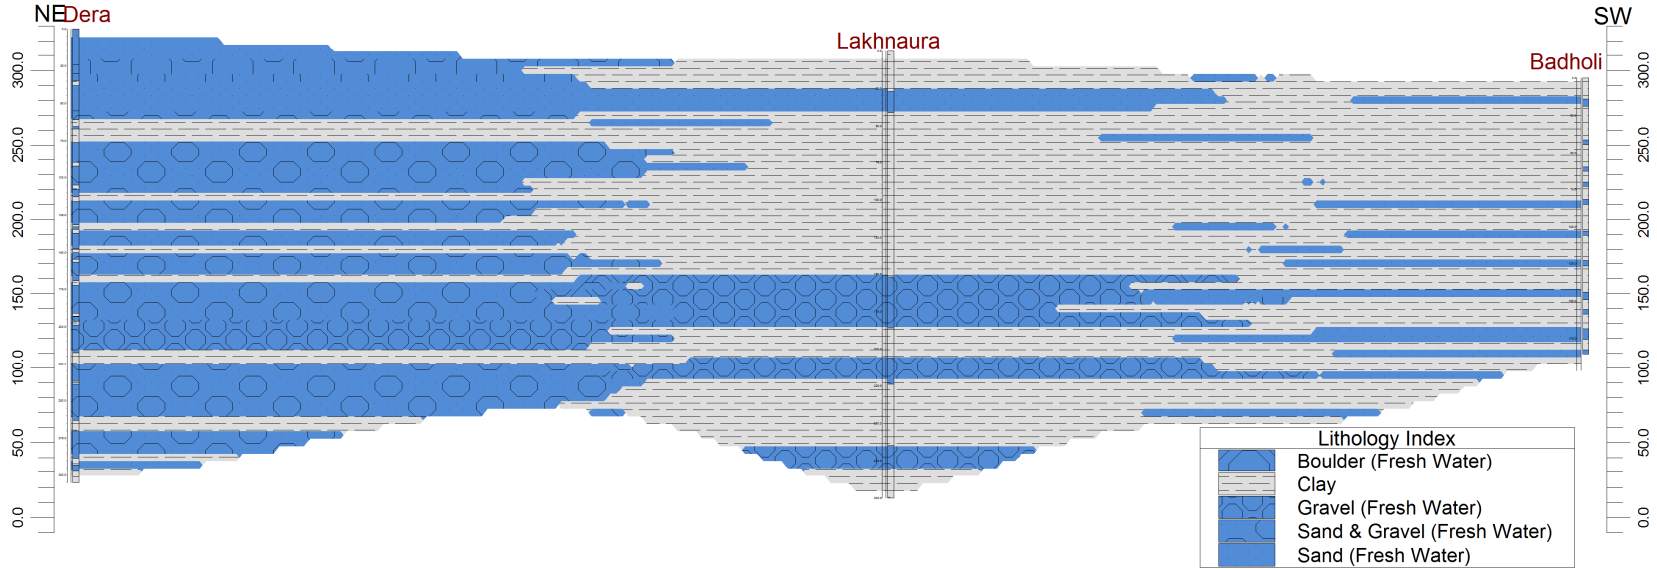 NE
Dera
Lakhnaura
SW
Badholi
300.0
250.0
200.0
150.0
100.0
50.0
0.0
300.0
250.0
200.0
150.0
100.0
50.0
0.0
Lithology Index
Boulder (Fresh Water)
Clay
Gravel (Fresh Water)
Sand & Gravel (Fresh Water)
Sand (Fresh Water)